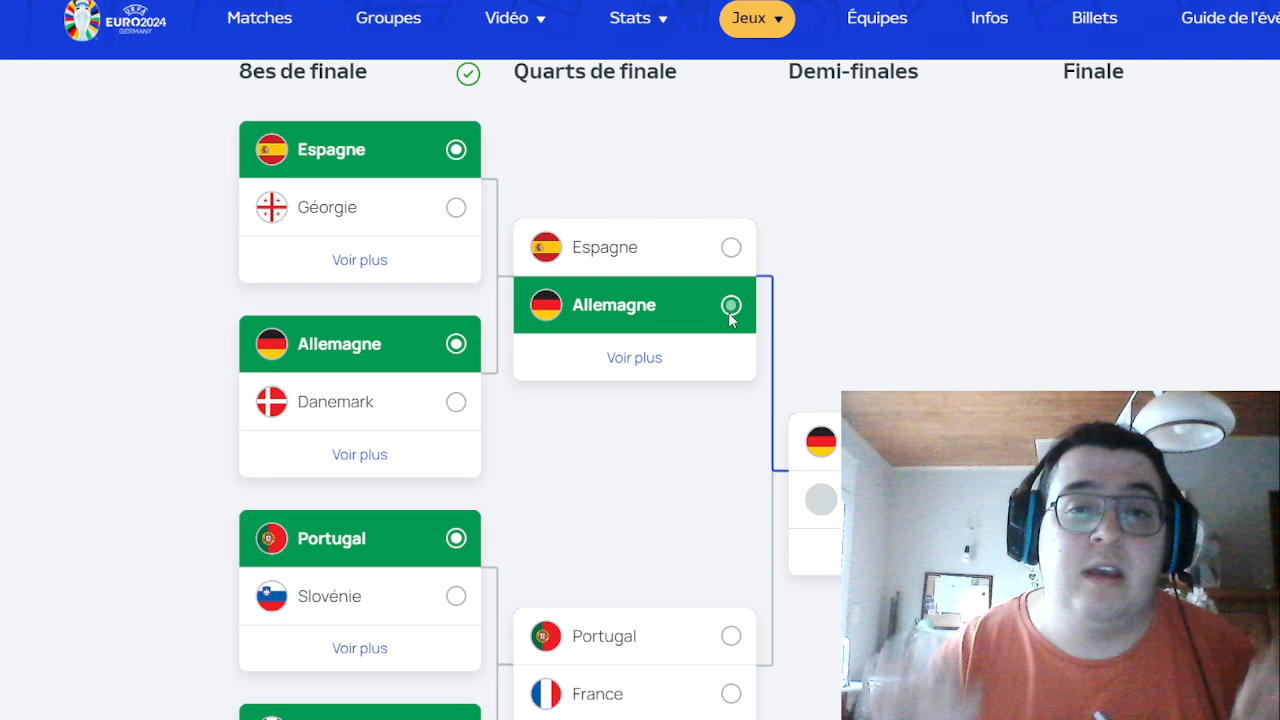 UEFA
EURO2024
GERMANY
Matches
Groupes
Vidéo
Stats
Jeux
Équipes
Infos
Billets
Guide de l'évè
8es de finale
Quarts de finale
Demi-finales
Finale
Espagne
Géorgie
Voir plus
Allemagne
Danemark
Voir plus
Portugal
Slovénie
Voir plus
Espagne
Allemagne
Voir plus
Portugal
France